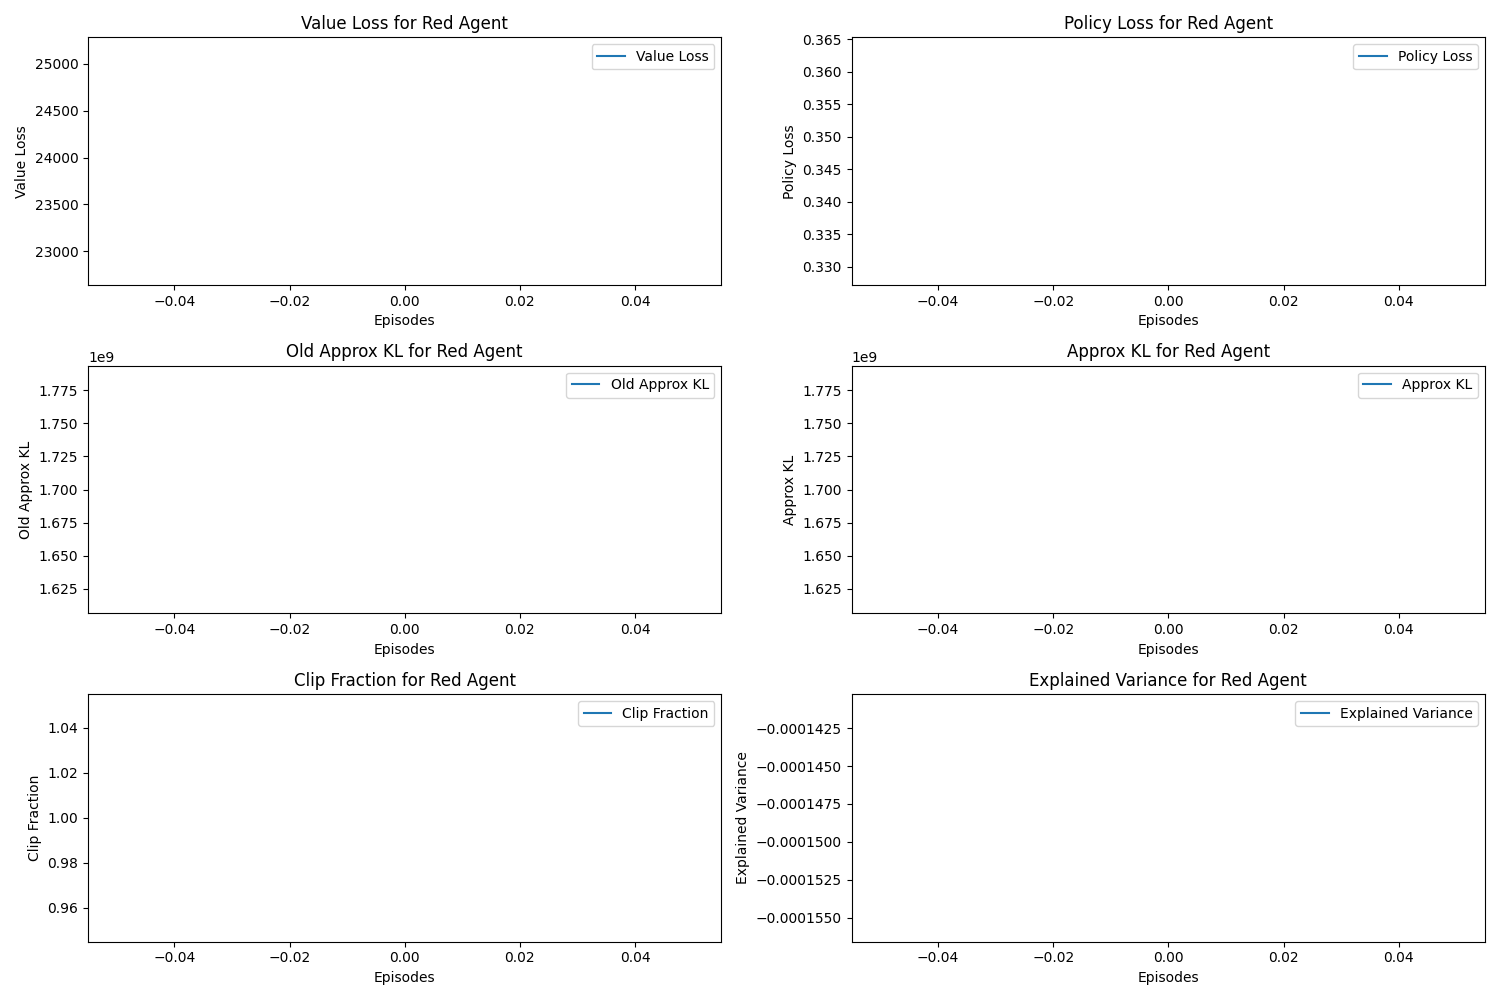 Value Loss for Red Agent
Value Loss
25000
24500
24000
23500
23000
Value Loss
−0.04 −0.02 0.00 0.02 0.04
Episodes
Policy Loss for Red Agent
Policy Loss
0.365
0.360
0.355
0.350
0.345
0.340
0.335
0.330
Policy Loss
−0.04 −0.02 0.00 0.02 0.04
Episodes
Old Approx KL for Red Agent
1e9
Old Approx KL
1.775
1.750
1.725
1.700
1.675
1.650
1.625
Old Approx KL
−0.04 −0.02 0.00 0.02 0.04
Episodes
Approx KL for Red Agent
1e9
Approx KL
1.775
1.750
1.725
1.700
1.675
1.650
1.625
Approx KL
−0.04 −0.02 0.00 0.02 0.04
Episodes
Clip Fraction for Red Agent
Clip Fraction
1.04
1.02
1.00
0.98
0.96
Clip Fraction
−0.04 −0.02 0.00 0.02 0.04
Episodes
Explained Variance for Red Agent
Explained Variance
−0.0001425
−0.0001450
−0.0001475
−0.0001500
−0.0001525
−0.0001550
Explained Variance
−0.04 −0.02 0.00 0.02 0.04
Episodes